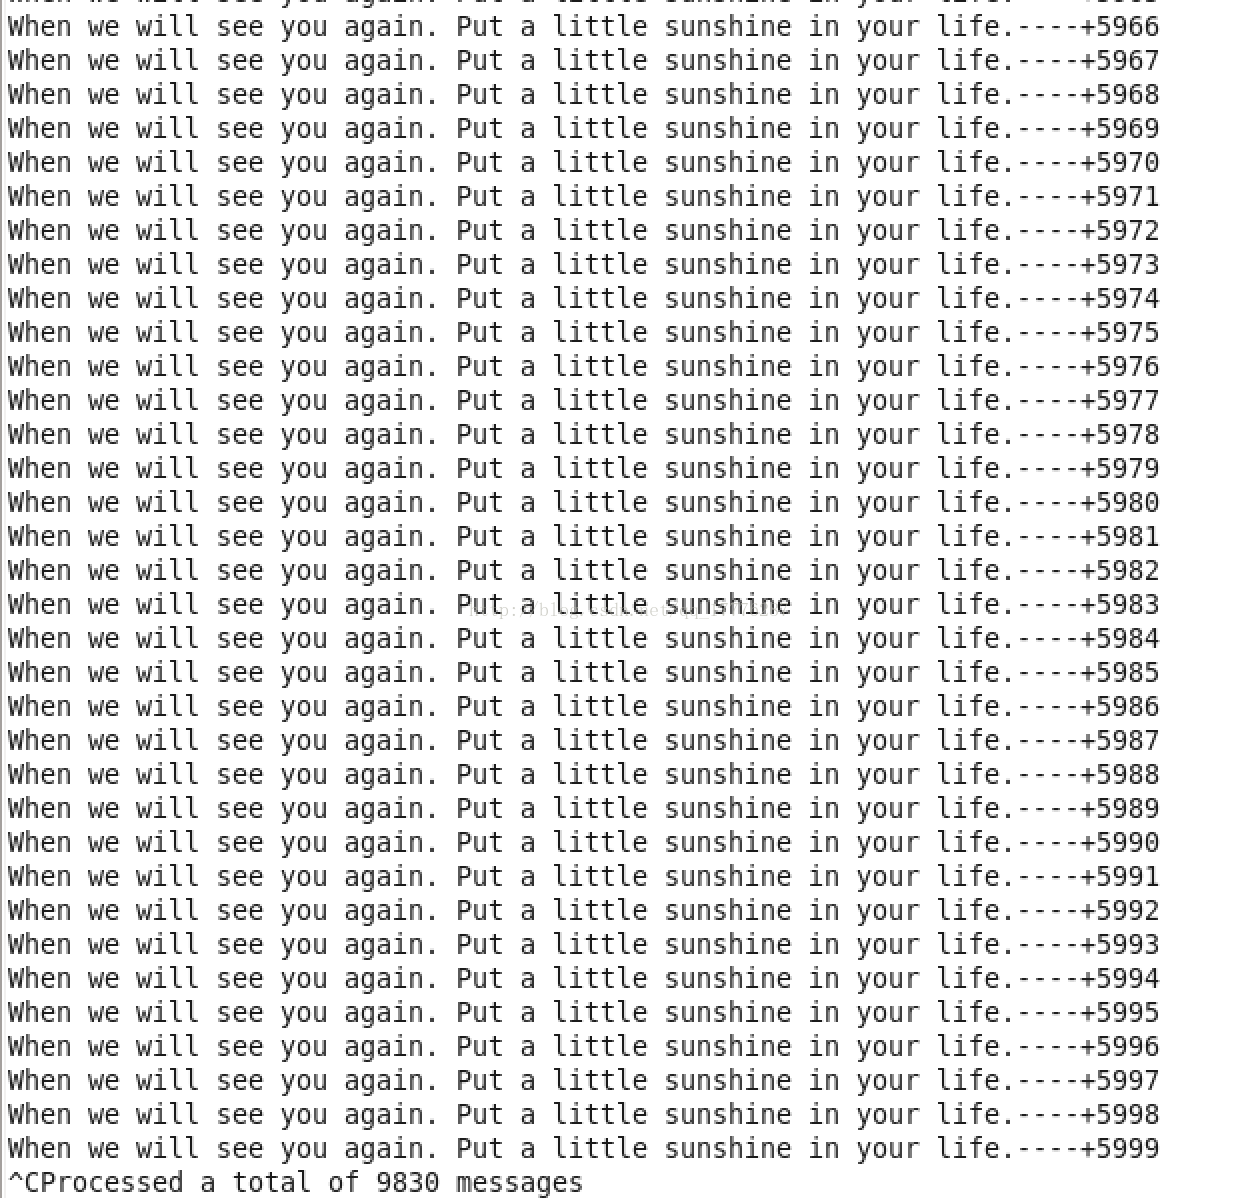 When we will see you again. Put a little sunshine in your life.----+5966
When we will see you again. Put a little sunshine in your life.----+5967
When we will see you again. Put a little sunshine in your life.----+5968
When we will see you again. Put a little sunshine in your life.----+5969
When we will see you again. Put a little sunshine in your life.----+5970
When we will see you again. Put a little sunshine in your life.----+5971
When we will see you again. Put a little sunshine in your life.----+5972
When we will see you again. Put a little sunshine in your life.----+5973
When we will see you again. Put a little sunshine in your life.----+5974
When we will see you again. Put a little sunshine in your life.----+5975
When we will see you again. Put a little sunshine in your life.----+5976
When we will see you again. Put a little sunshine in your life.----+5977
When we will see you again. Put a little sunshine in your life.----+5978
When we will see you again. Put a little sunshine in your life.----+5979
When we will see you again. Put a little sunshine in your life.----+5980
When we will see you again. Put a little sunshine in your life.----+5981
When we will see you again. Put a little sunshine in your life.----+5982
When we will see you again. Put a little sunshine in your life.----+5983
When we will see you again. Put a little sunshine in your life.----+5984
When we will see you again. Put a little sunshine in your life.----+5985
When we will see you again. Put a little sunshine in your life.----+5986
When we will see you again. Put a little sunshine in your life.----+5987
When we will see you again. Put a little sunshine in your life.----+5988
When we will see you again. Put a little sunshine in your life.----+5989
When we will see you again. Put a little sunshine in your life.----+5990
When we will see you again. Put a little sunshine in your life.----+5991
When we will see you again. Put a little sunshine in your life.----+5992
When we will see you again. Put a little sunshine in your life.----+5993
When we will see you again. Put a little sunshine in your life.----+5994
When we will see you again. Put a little sunshine in your life.----+5995
When we will see you again. Put a little sunshine in your life.----+5996
When we will see you again. Put a little sunshine in your life.----+5997
When we will see you again. Put a little sunshine in your life.----+5998
When we will see you again. Put a little sunshine in your life.----+5999
^CProcessed a total of 9830 messages